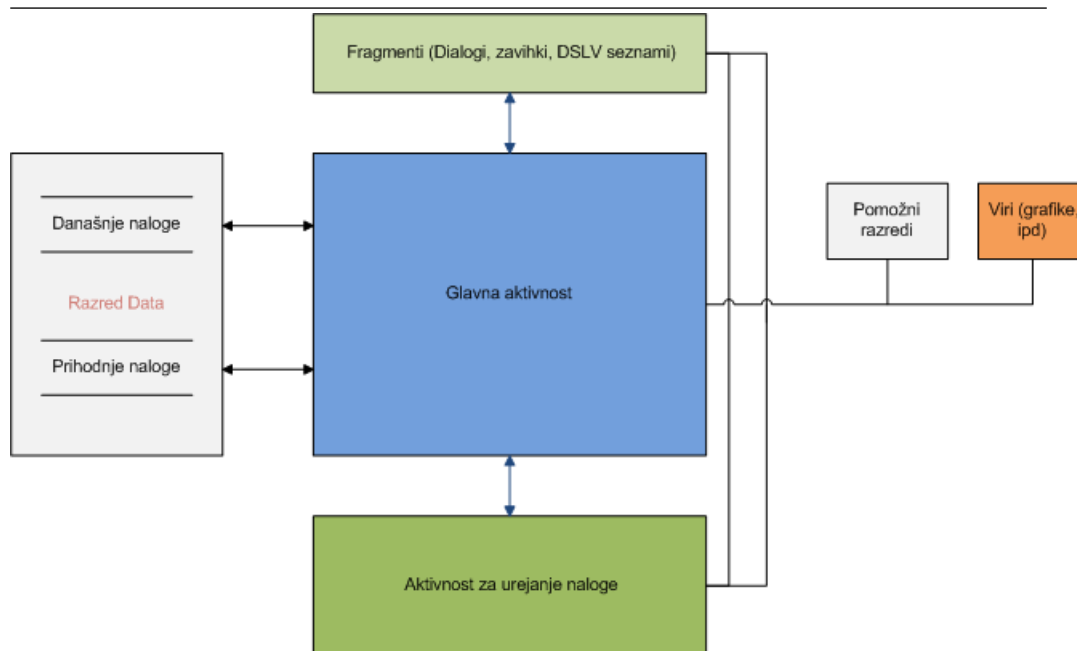 Fragmenti (Dialogi, zavihki, DSLV seznami)
Današnje naloge
Razred Data
Prihodnje naloge
Glavna aktivnost
Pomožni
razredi
Viri (grafike,
ipd)
Aktivnost za urejanje naloge